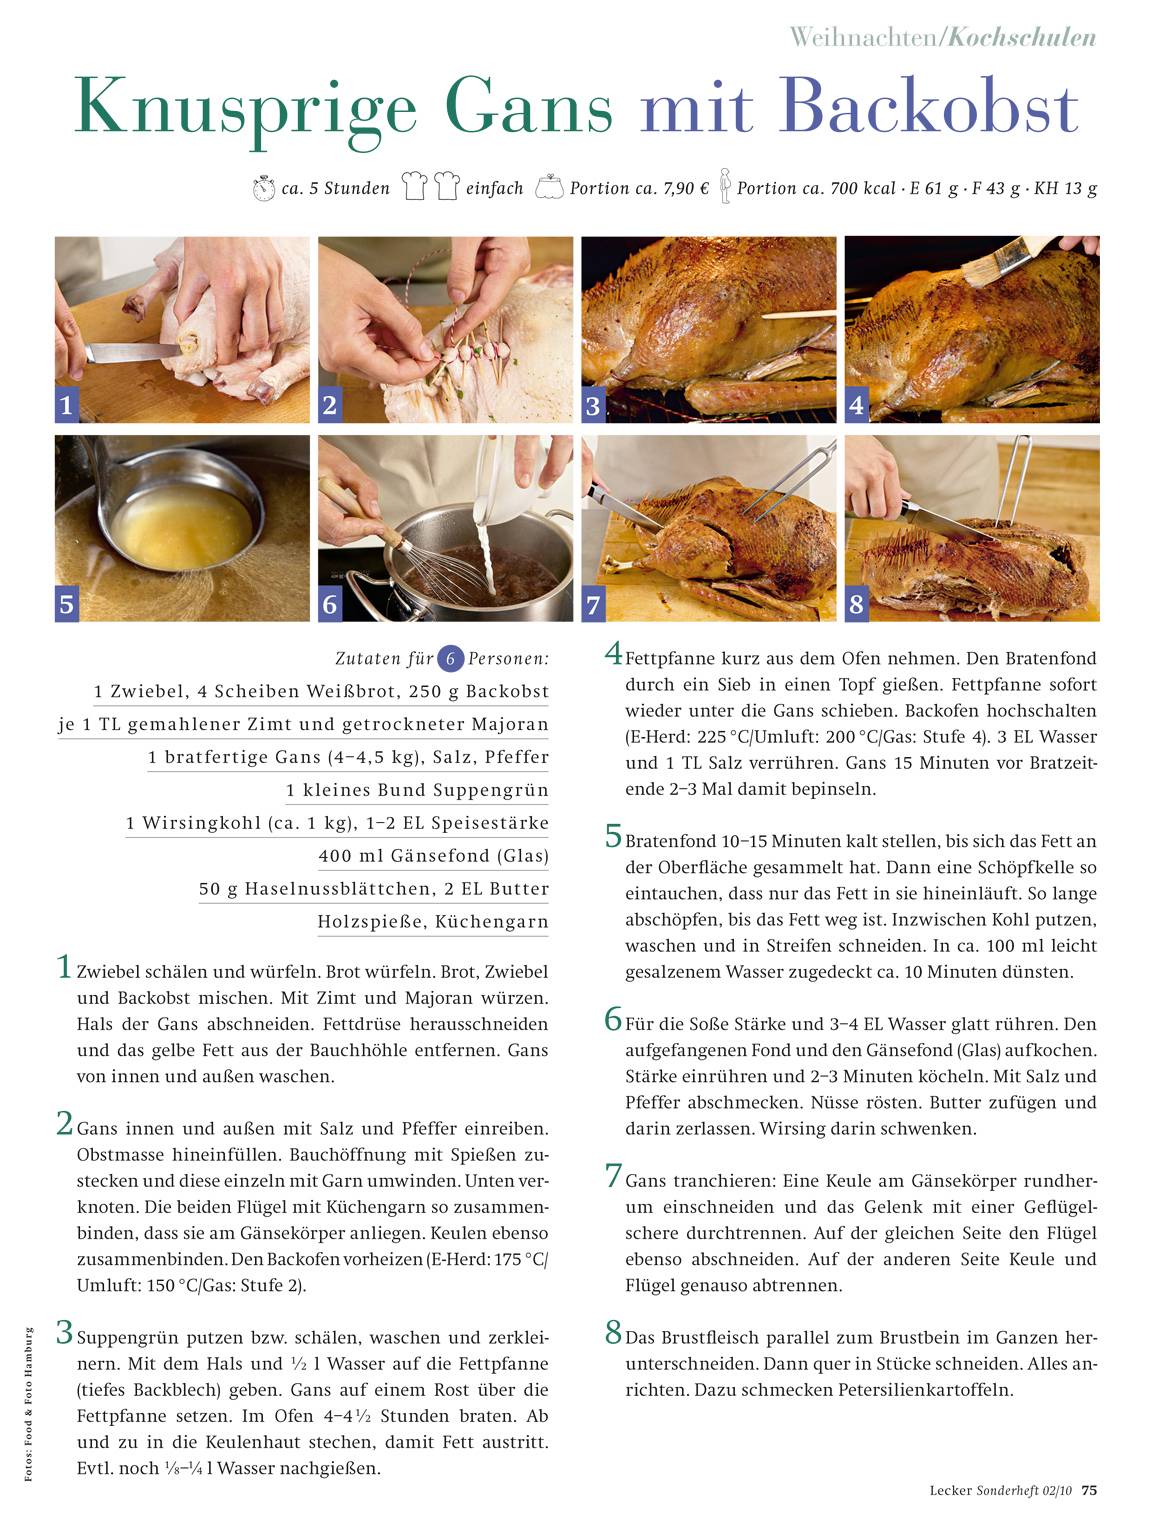 Weihnachten/Kochschulen
Knusprige Gans mit Backobst
ca. 5 Stunden einfach Portion ca. 7,90 € Portion ca. 700 kcal · E 61 g · F 43 g · KH 13 g
1
2
3
4
5
6
7
8
Zutaten für 6 Personen:
1 Zwiebel, 4 Scheiben Weißbrot, 250 g Backobst
je 1 TL gemahlener Zimt und getrockneter Majoran
1 bratfertige Gans (4–4,5 kg), Salz, Pfeffer
1 kleines Bund Suppengrün
1 Wirsingkohl (ca. 1 kg), 1–2 EL Speisestärke
400 ml Gänsefond (Glas)
50 g Haselnussblättchen, 2 EL Butter
Holzspieße, Küchengarn
1 Zwiebel schälen und würfeln. Brot würfeln. Brot, Zwiebel
und Backobst mischen. Mit Zimt und Majoran würzen.
Hals der Gans abschneiden. Fettdrüse herausschneiden
und das gelbe Fett aus der Bauchhöhle entfernen. Gans
von innen und außen waschen.
2 Gans innen und außen mit Salz und Pfeffer einreiben.
Obstmasse hineinfüllen. Bauchöffnung mit Spießen zu-
stecken und diese einzeln mit Garn umwinden. Unten ver-
knoten. Die beiden Flügel mit Küchengarn so zusammen-
binden, dass sie am Gänsekörper anliegen. Keulen ebenso
zusammenbinden. Den Backofen vorheizen (E-Herd: 175 °C/
Umluft: 150 °C/Gas: Stufe 2).
3 Suppengrün putzen bzw. schälen, waschen und zerklei-
nern. Mit dem Hals und ½ l Wasser auf die Fettpfanne
(tiefes Backblech) geben. Gans auf einem Rost über die
Fettpfanne setzen. Im Ofen 4–4 ½ Stunden braten. Ab
und zu in die Keulenhaut stechen, damit Fett austritt.
Evtl. noch ⅛–¼ l Wasser nachgießen.
4 Fettpfanne kurz aus dem Ofen nehmen. Den Bratenfond
durch ein Sieb in einen Topf gießen. Fettpfanne sofort
wieder unter die Gans schieben. Backofen hochschalten
(E-Herd: 225 °C/Umluft: 200 °C/Gas: Stufe 4). 3 EL Wasser
und 1 TL Salz verrühren. Gans 15 Minuten vor Bratzeit-
ende 2–3 Mal damit bepinseln.
5 Bratenfond 10–15 Minuten kalt stellen, bis sich das Fett an
der Oberfläche gesammelt hat. Dann eine Schöpfkelle so
eintauchen, dass nur das Fett in sie hineinläuft. So lange
abschöpfen, bis das Fett weg ist. Inzwischen Kohl putzen,
waschen und in Streifen schneiden. In ca. 100 ml leicht
gesalzenem Wasser zugedeckt ca. 10 Minuten dünsten.
6 Für die Soße Stärke und 3–4 EL Wasser glatt rühren. Den
aufgefangenen Fond und den Gänsefond (Glas) aufkochen.
Stärke einrühren und 2–3 Minuten köcheln. Mit Salz und
Pfeffer abschmecken. Nüsse rösten. Butter zufügen und
darin zerlassen. Wirsing darin schwenken.
7 Gans tranchieren: Eine Keule am Gänsekörper rundher-
um einschneiden und das Gelenk mit einer Geflügel-
schere durchtrennen. Auf der gleichen Seite den Flügel
ebenso abschneiden. Auf der anderen Seite Keule und
Flügel genauso abtrennen.
8 Das Brustfleisch parallel zum Brustbein im Ganzen her-
unterschneiden. Dann quer in Stücke schneiden. Alles an-
richten. Dazu schmecken Petersilienkartoffeln.
Fotos: Food & Foto Hamburg
Lecker Sonderheft 02/10 75